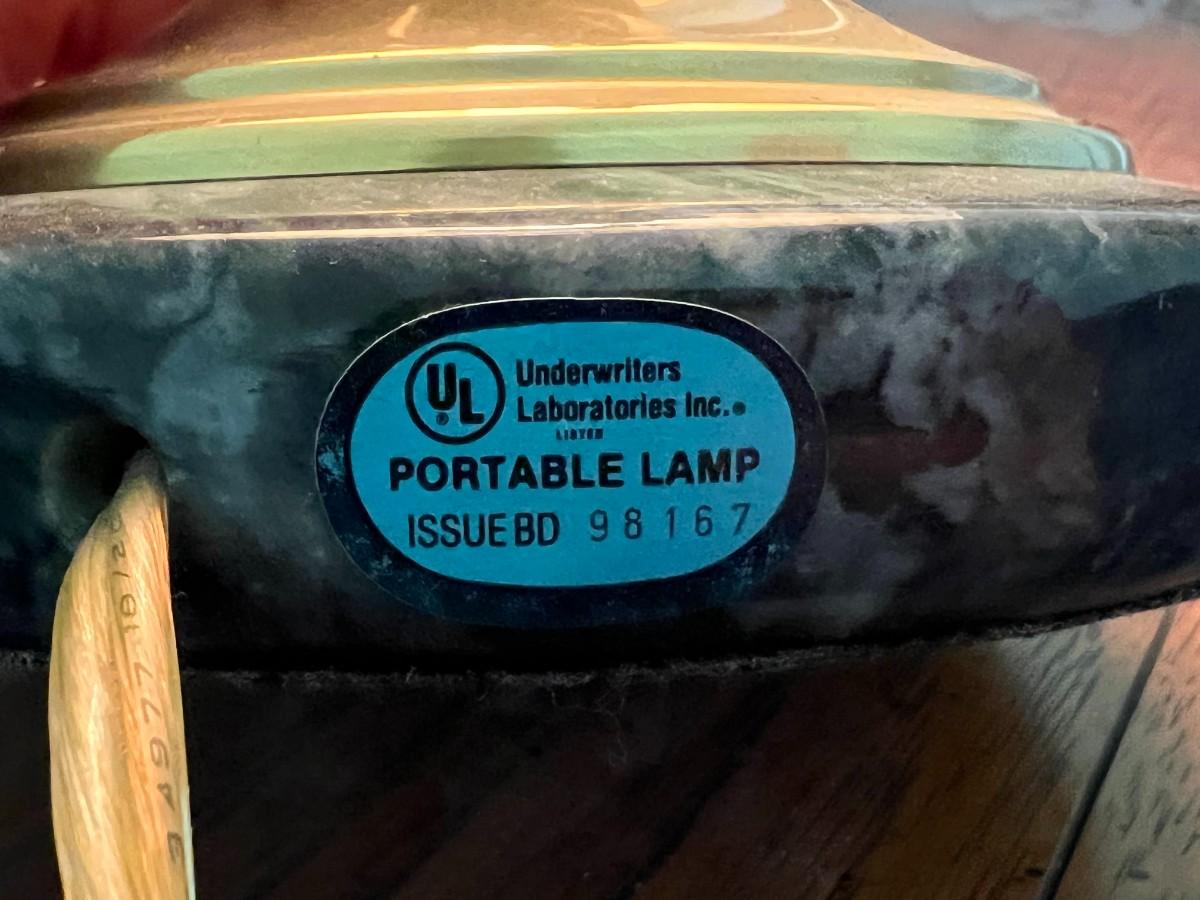 UL ® Underwriters
Laboratories Inc.®
LISTED
PORTABLE LAMP
ISSUE BD 98167